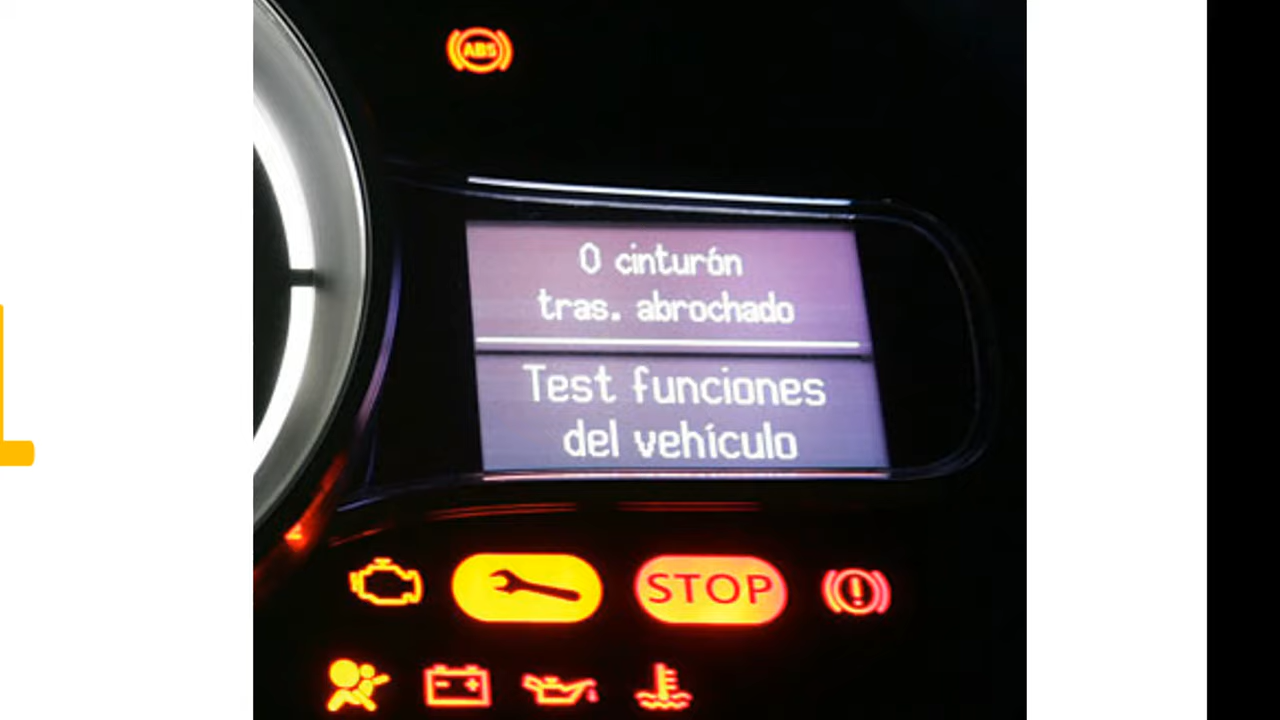 ABS
0 cinturón
tras. abrochado
Test funciones
del vehículo
STOP